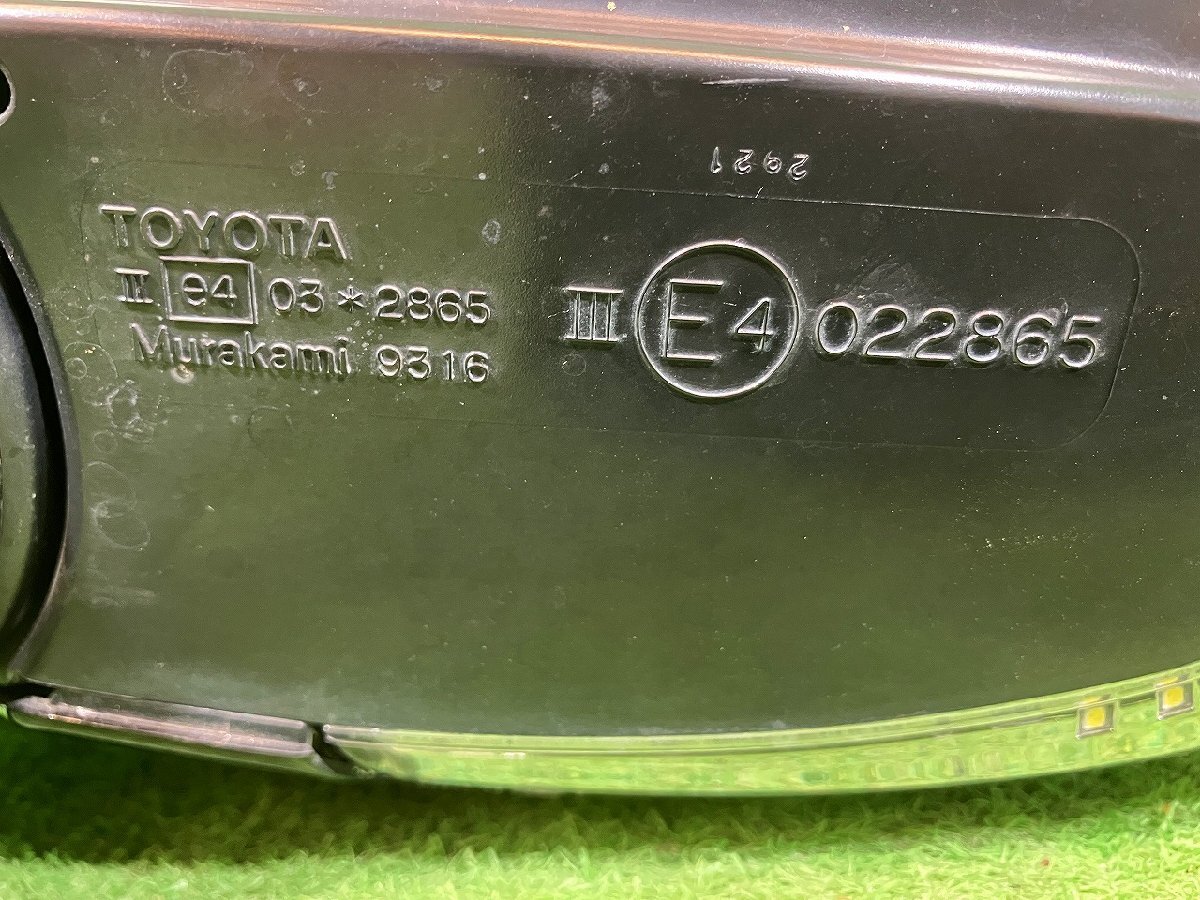 2921
TOYOTA
III e4 03*2865
Murakami 9316
III E4 022865